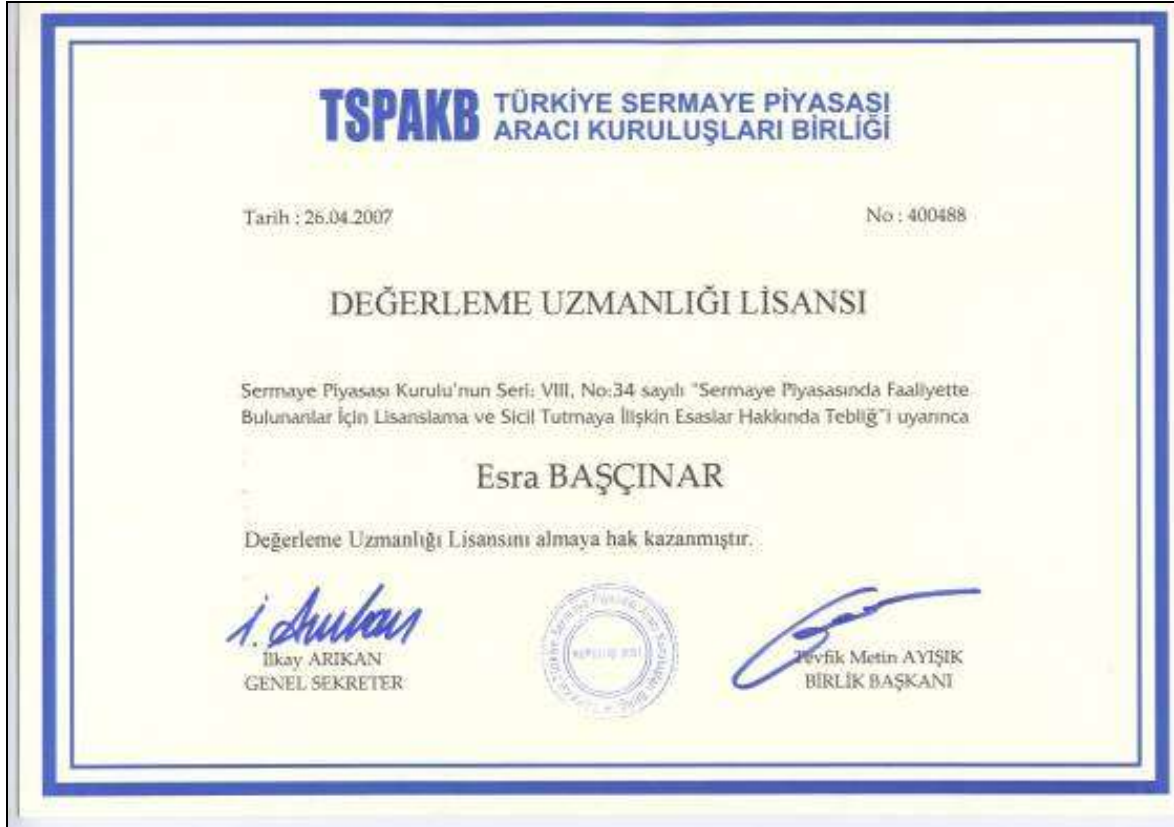 TSPAKB TÜRKİYE SERMAYE PİYASASI
ARACI KURULUŞLARI BİRLİĞİ
Tarih : 26.04.2007 No : 400488
DEĞERLEME UZMANLIĞI LİSANSI
Sermaye Piyasası Kurulu'nun Seri: VIII, No:34 sayılı "Sermaye Piyasasında Faaliyette
Bulunanlar İçin Lisanslama ve Sicil Tutmaya İlişkin Esaslar Hakkında Tebliğ"i uyarınca
Esra BAŞÇINAR
Değerleme Uzmanlığı Lisansını almaya hak kazanmıştır.
İlkay ARIKAN
GENEL SEKRETER
Tevfik Metin AYIŞIK
BİRLİK BAŞKANI